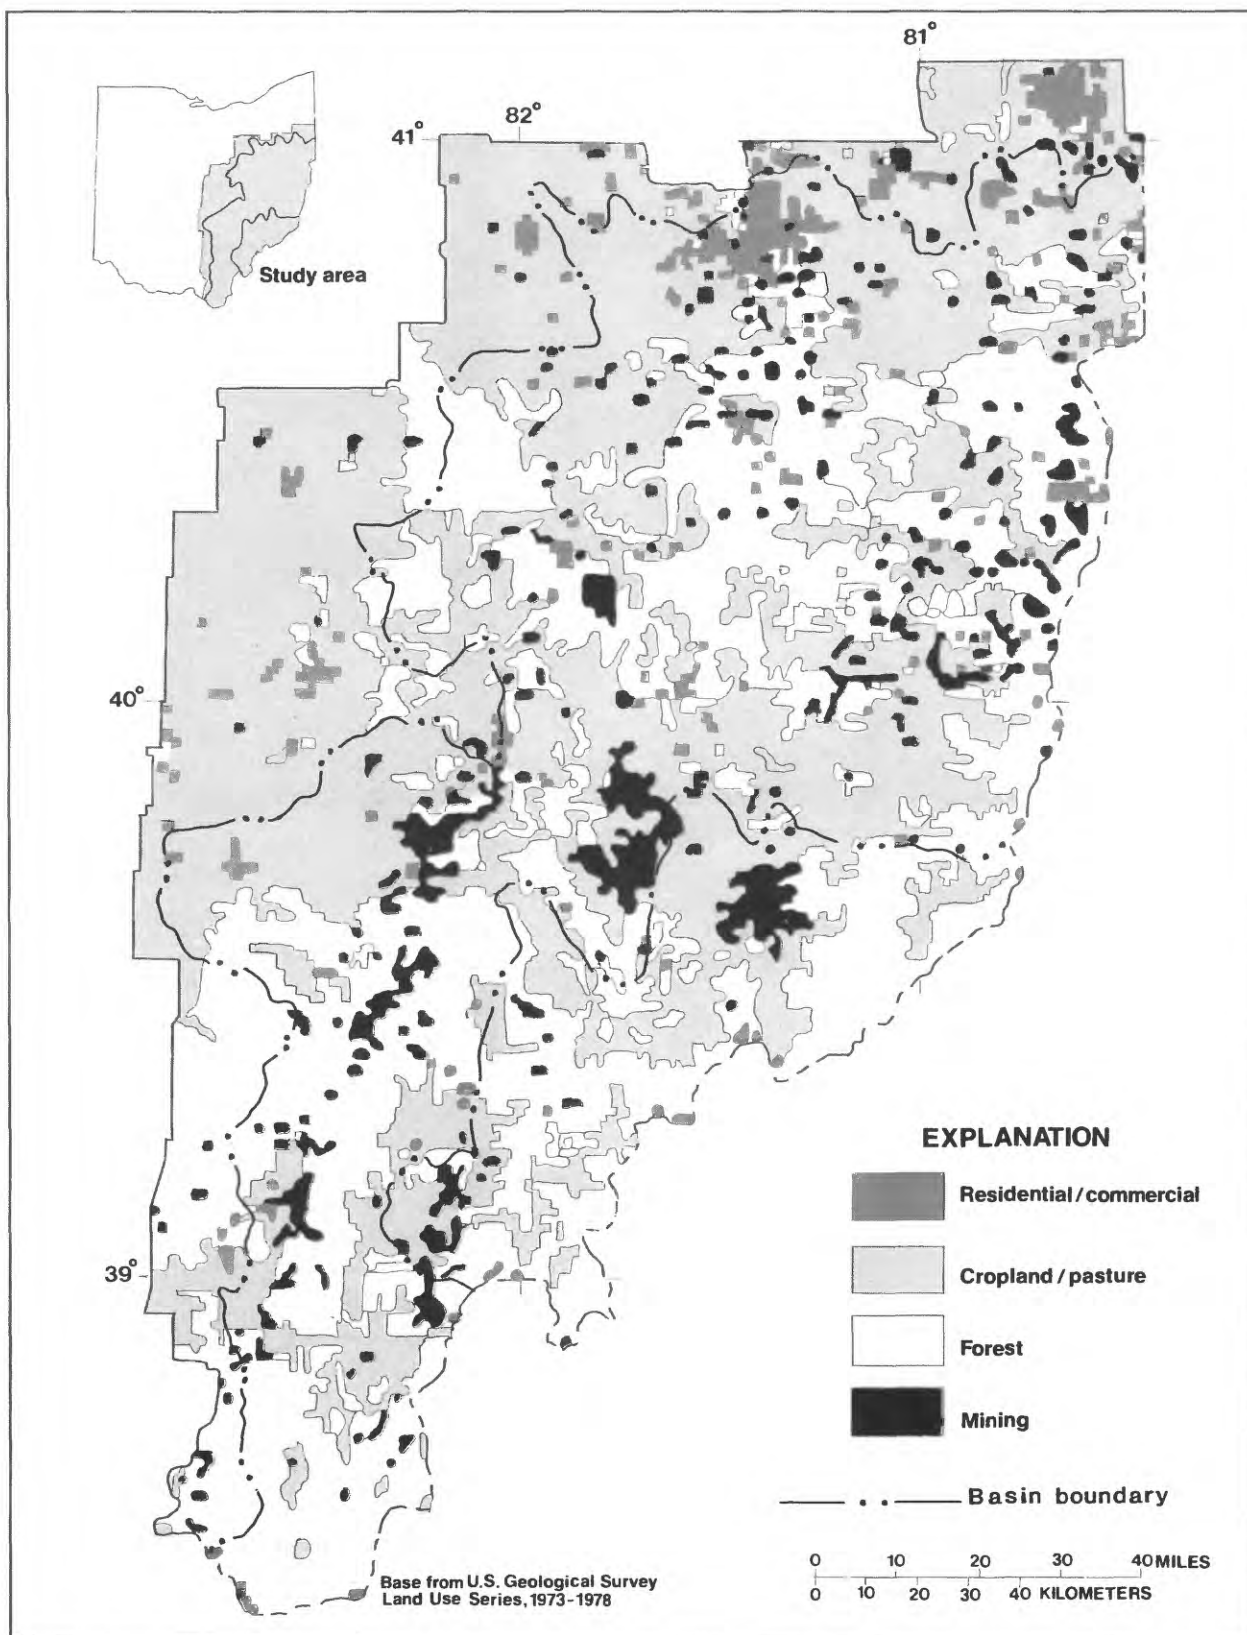 81°
82°
41°
Study area
40°
EXPLANATION
Residential/commercial
Cropland/pasture
39°
Forest
Mining
Basin boundary
0 10 20 30 40 MILES
0 10 20 30 40 KILOMETERS
Base from U.S. Geological Survey
Land Use Series, 1973-1978